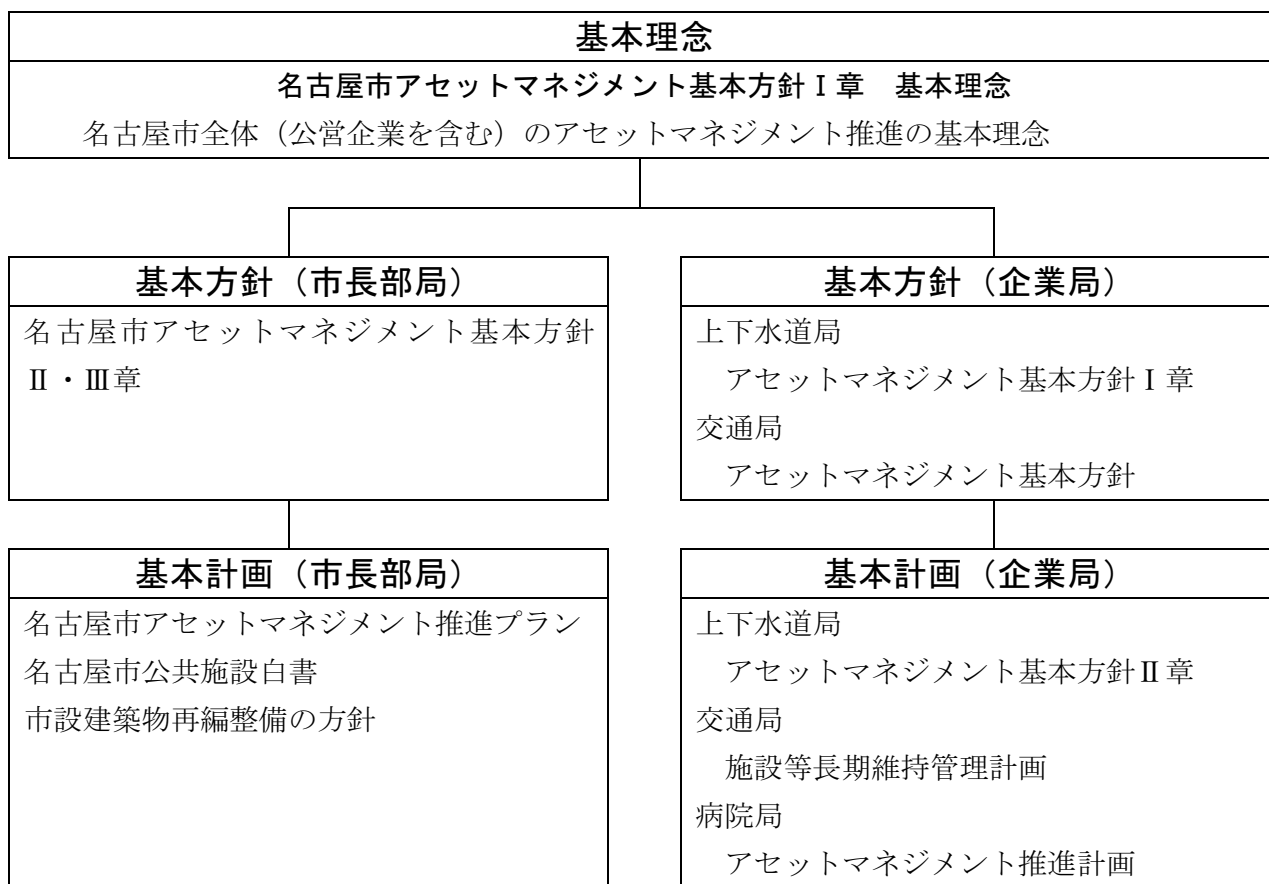 基本理念
名古屋市アセットマネジメント基本方針Ⅰ章　基本理念
名古屋市全体（公営企業を含む）のアセットマネジメント推進の基本理念
基本方針（市長部局）
名古屋市アセットマネジメント基本方針
Ⅱ・Ⅲ章
基本方針（企業局）
上下水道局
アセットマネジメント基本方針Ⅰ章
交通局
アセットマネジメント基本方針
基本計画（市長部局）
名古屋市アセットマネジメント推進プラン
名古屋市公共施設白書
市設建築物再編整備の方針
基本計画（企業局）
上下水道局
アセットマネジメント基本方針Ⅱ章
交通局
施設等長期維持管理計画
病院局
アセットマネジメント推進計画